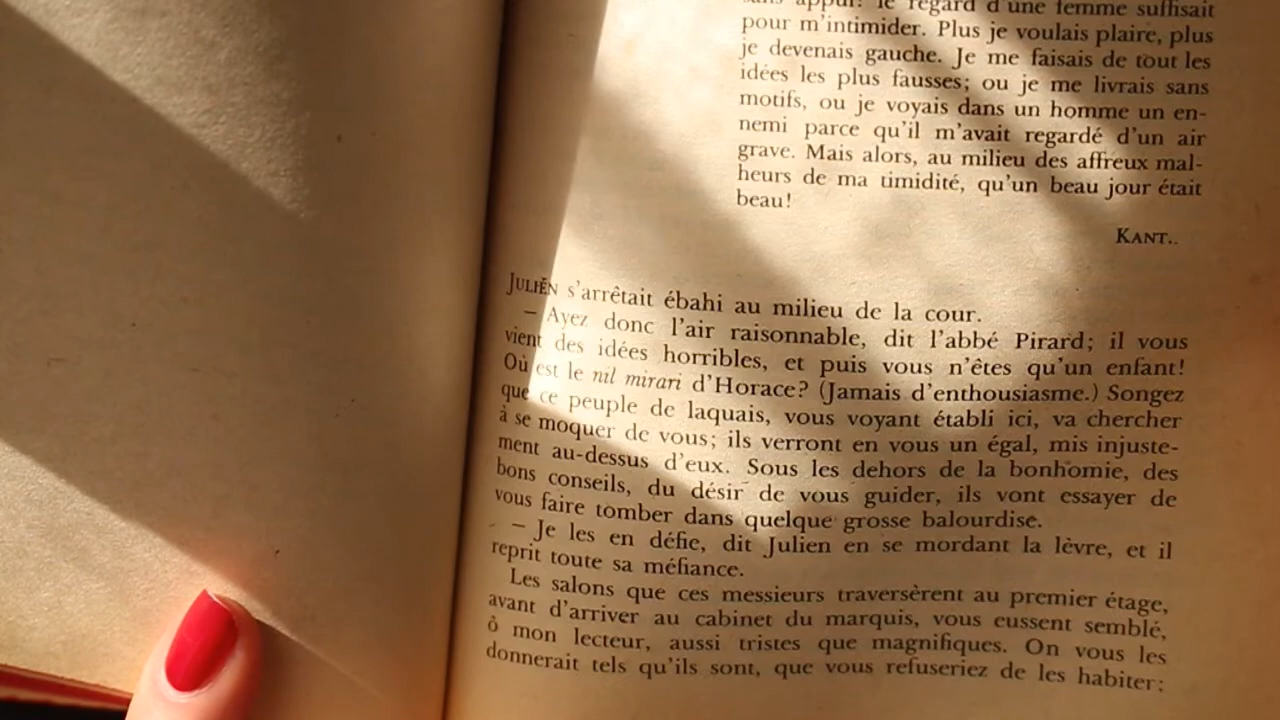 sans appui: le regard d'une femme suffisait
pour m'intimider. Plus je voulais plaire, plus
je devenais gauche. Je me faisais de tout les
idées les plus fausses; ou je me livrais sans
motifs, ou je voyais dans un homme un en-
nemi parce qu'il m'avait regardé d'un air
grave. Mais alors, au milieu des affreux mal-
heurs de ma timidité, qu'un beau jour était
beau!
KANT..
JULIEN s'arrêtait ébahi au milieu de la cour.
– Ayez donc l'air raisonnable, dit l'abbé Pirard; il vous
vient des idées horribles, et puis vous n'êtes qu'un enfant!
Où est le nil mirari d'Horace? (Jamais d'enthousiasme.) Songez
que ce peuple de laquais, vous voyant établi ici, va chercher
à se moquer de vous; ils verront en vous un égal, mis injuste-
ment au-dessus d'eux. Sous les dehors de la bonhomie, des
bons conseils, du désir de vous guider, ils vont essayer de
vous faire tomber dans quelque grosse balourdise.
– Je les en défie, dit Julien en se mordant la lèvre, et il
reprit toute sa méfiance.
Les salons que ces messieurs traversèrent au premier étage,
avant d'arriver au cabinet du marquis, vous eussent semblé,
ô mon lecteur, aussi tristes que magnifiques. On vous les
donnerait tels qu'ils sont, que vous refuseriez de les habiter;